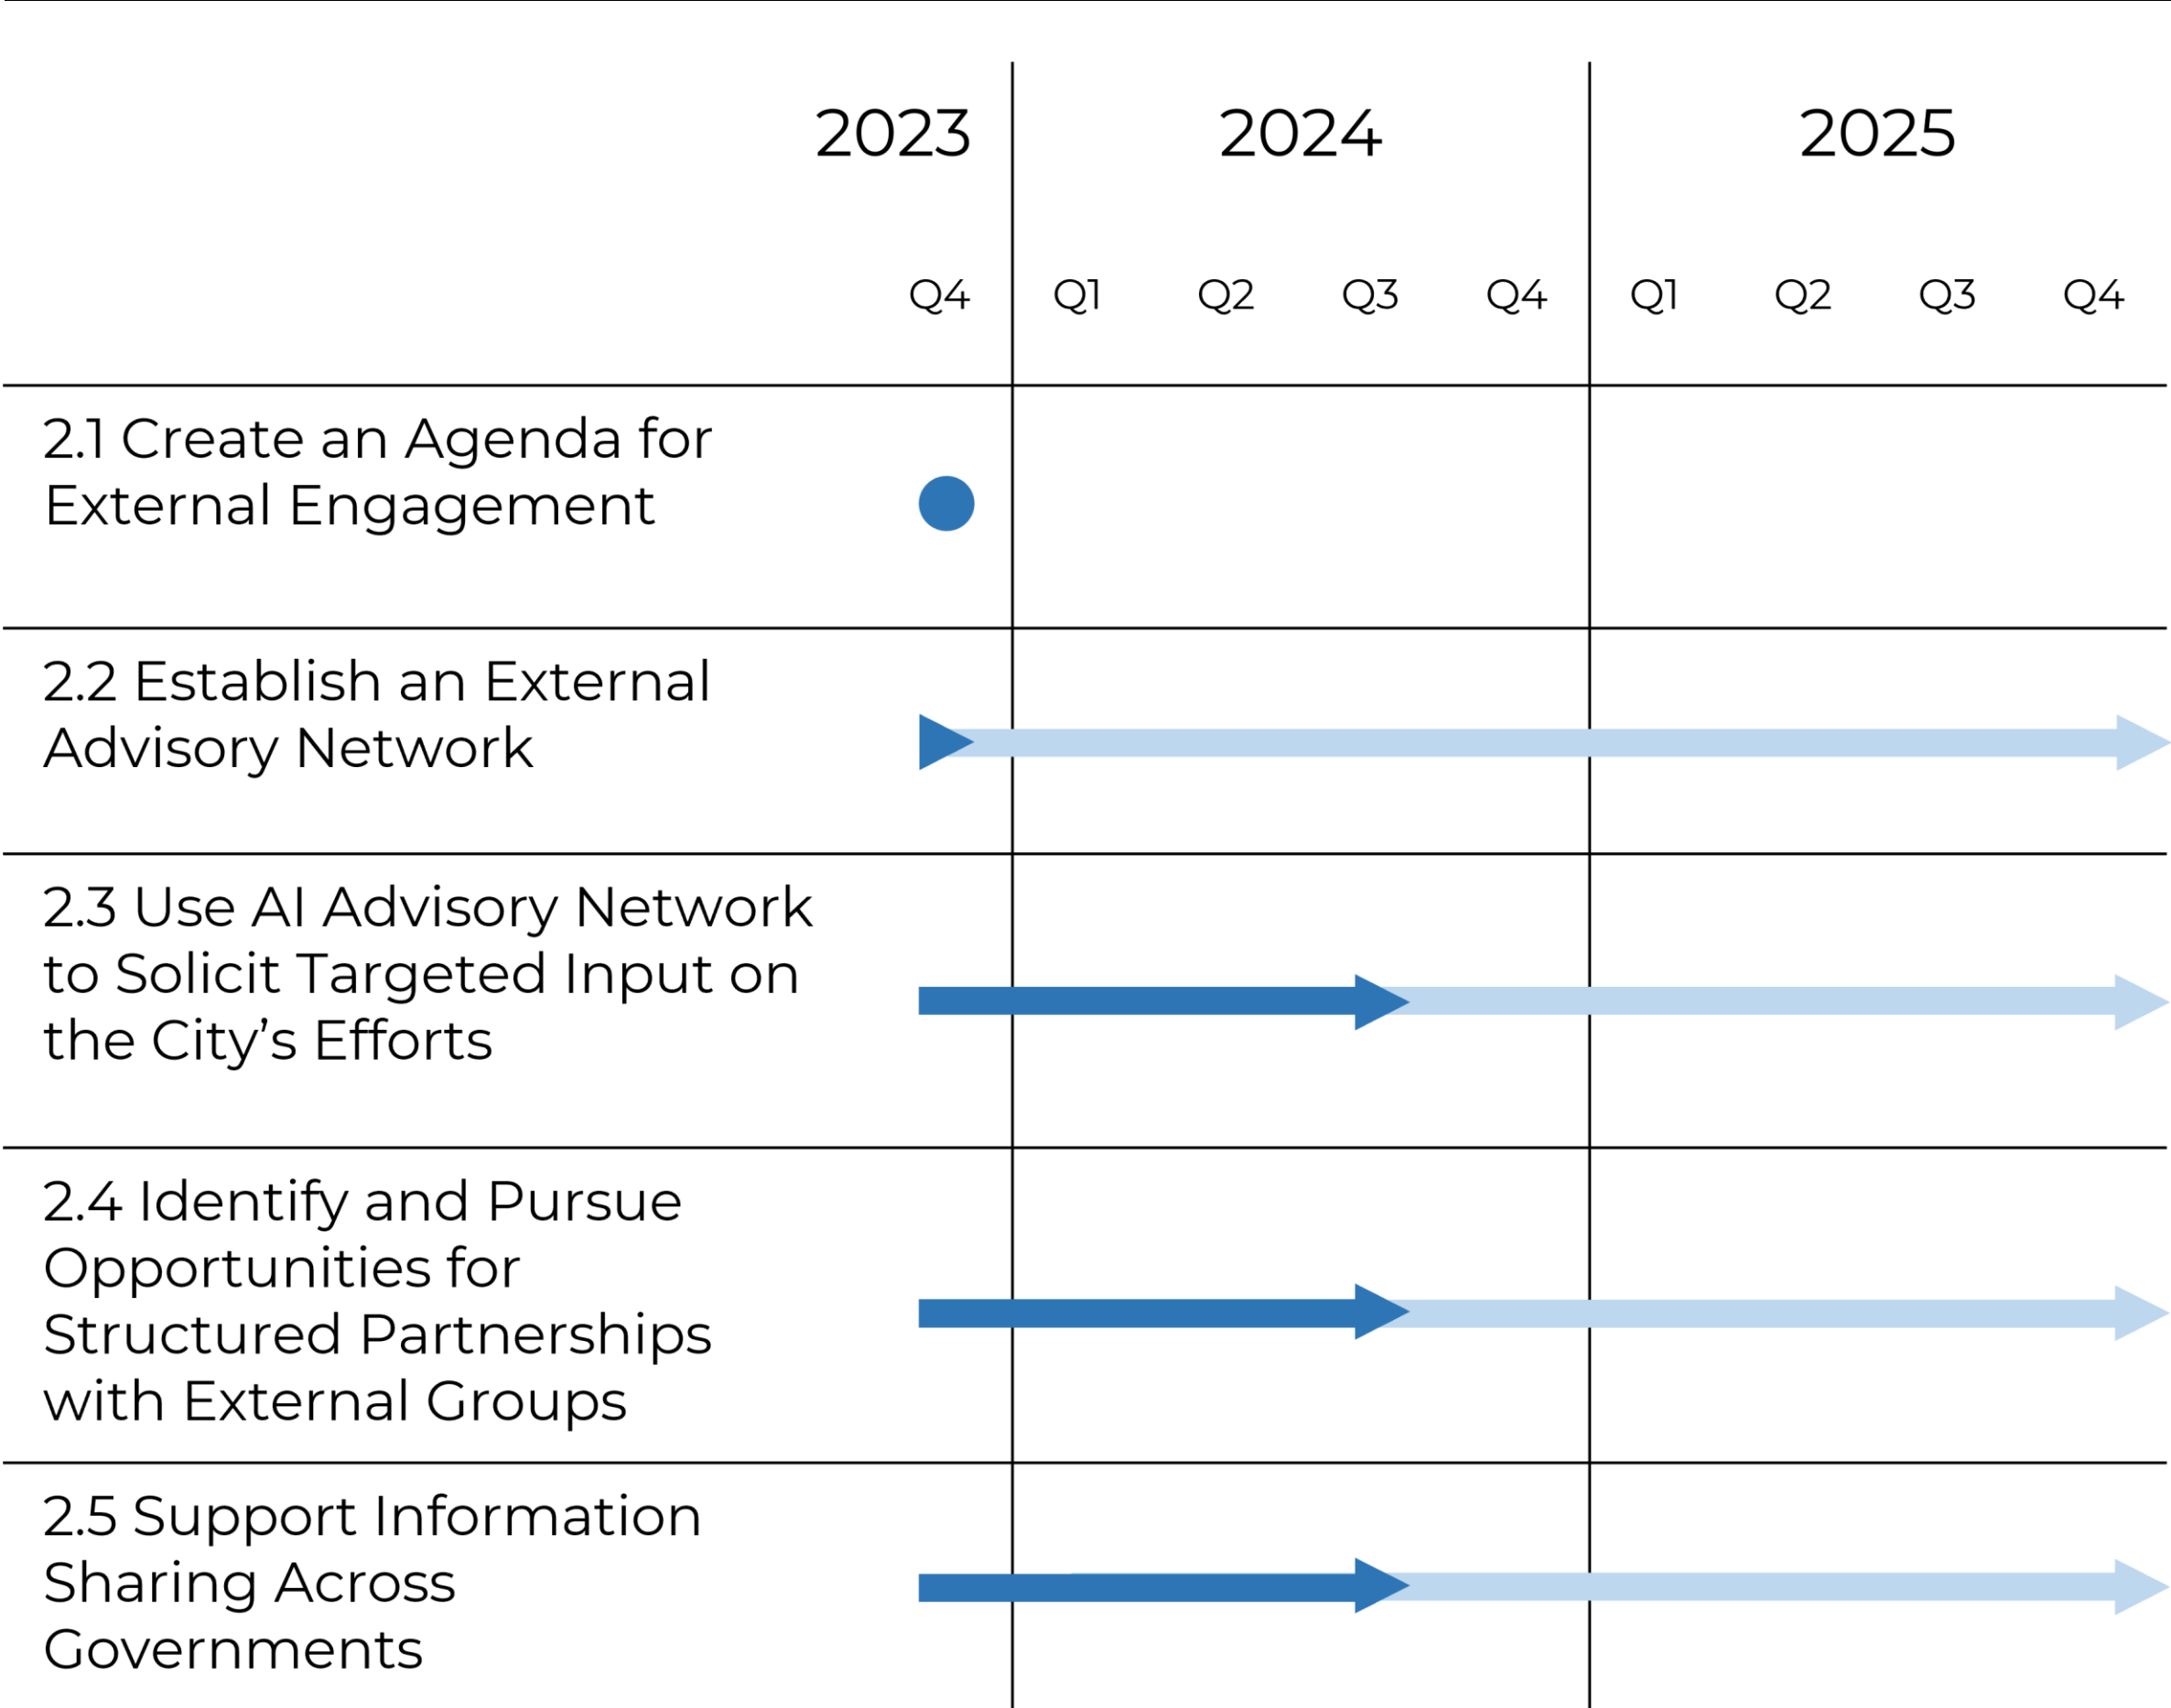 2023 2024 2025
Q4 Q1 Q2 Q3 Q4 Q1 Q2 Q3 Q4
2.1 Create an Agenda for
External Engagement
2.2 Establish an External
Advisory Network
2.3 Use AI Advisory Network
to Solicit Targeted Input on
the City’s Efforts
2.4 Identify and Pursue
Opportunities for
Structured Partnerships
with External Groups
2.5 Support Information
Sharing Across
Governments